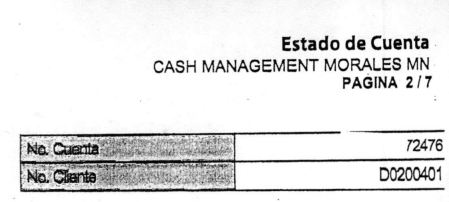 Estado de Cuenta
CASH MANAGEMENT MORALES MN
PAGINA 2/7
No. Cuenta 72476
No. Cliente D0200401